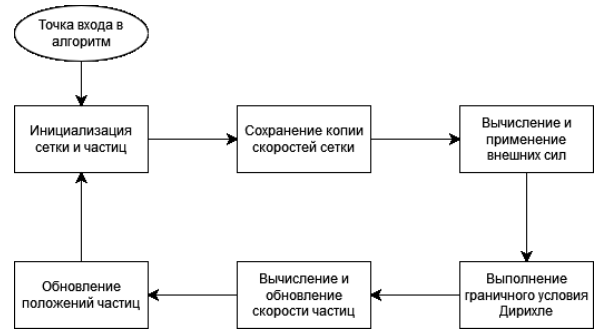 Точка входа в
алгоритм
Инициализация
сетки и частиц
Сохранение копии
скоростей сетки
Вычисление и
применение
внешних сил
Выполнение
граничного условия
Дирихле
Вычисление и
обновление
скорости частиц
Обновление
положений частиц